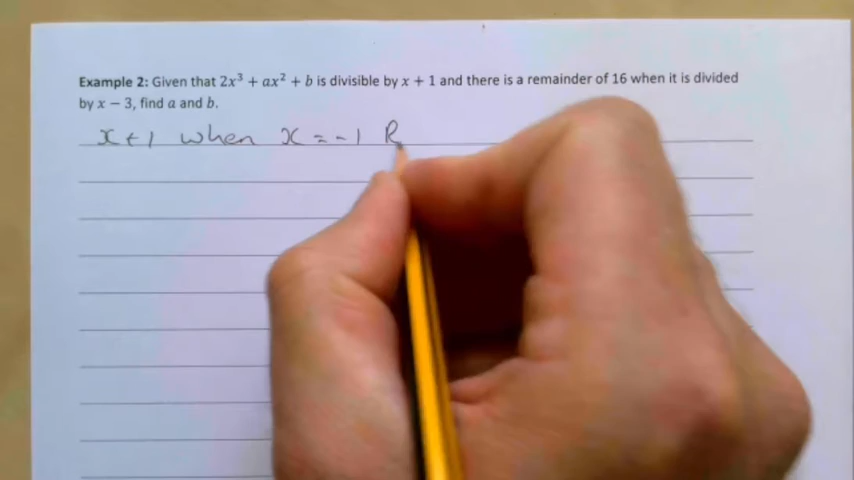 Example 2: Given that 2x³ + ax² + b is divisible by x + 1 and there is a remainder of 16 when it is divided
by x − 3, find a and b.
x+1 when x = -1 R